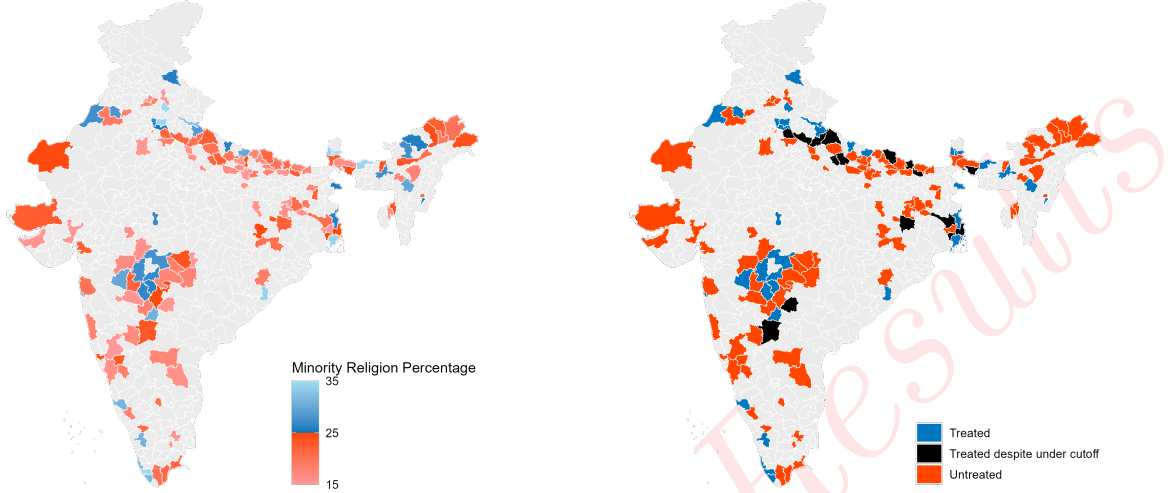 Minority Religion Percentage
35
25
15
Treated
Treated despite under cutoff
Untreated
Results